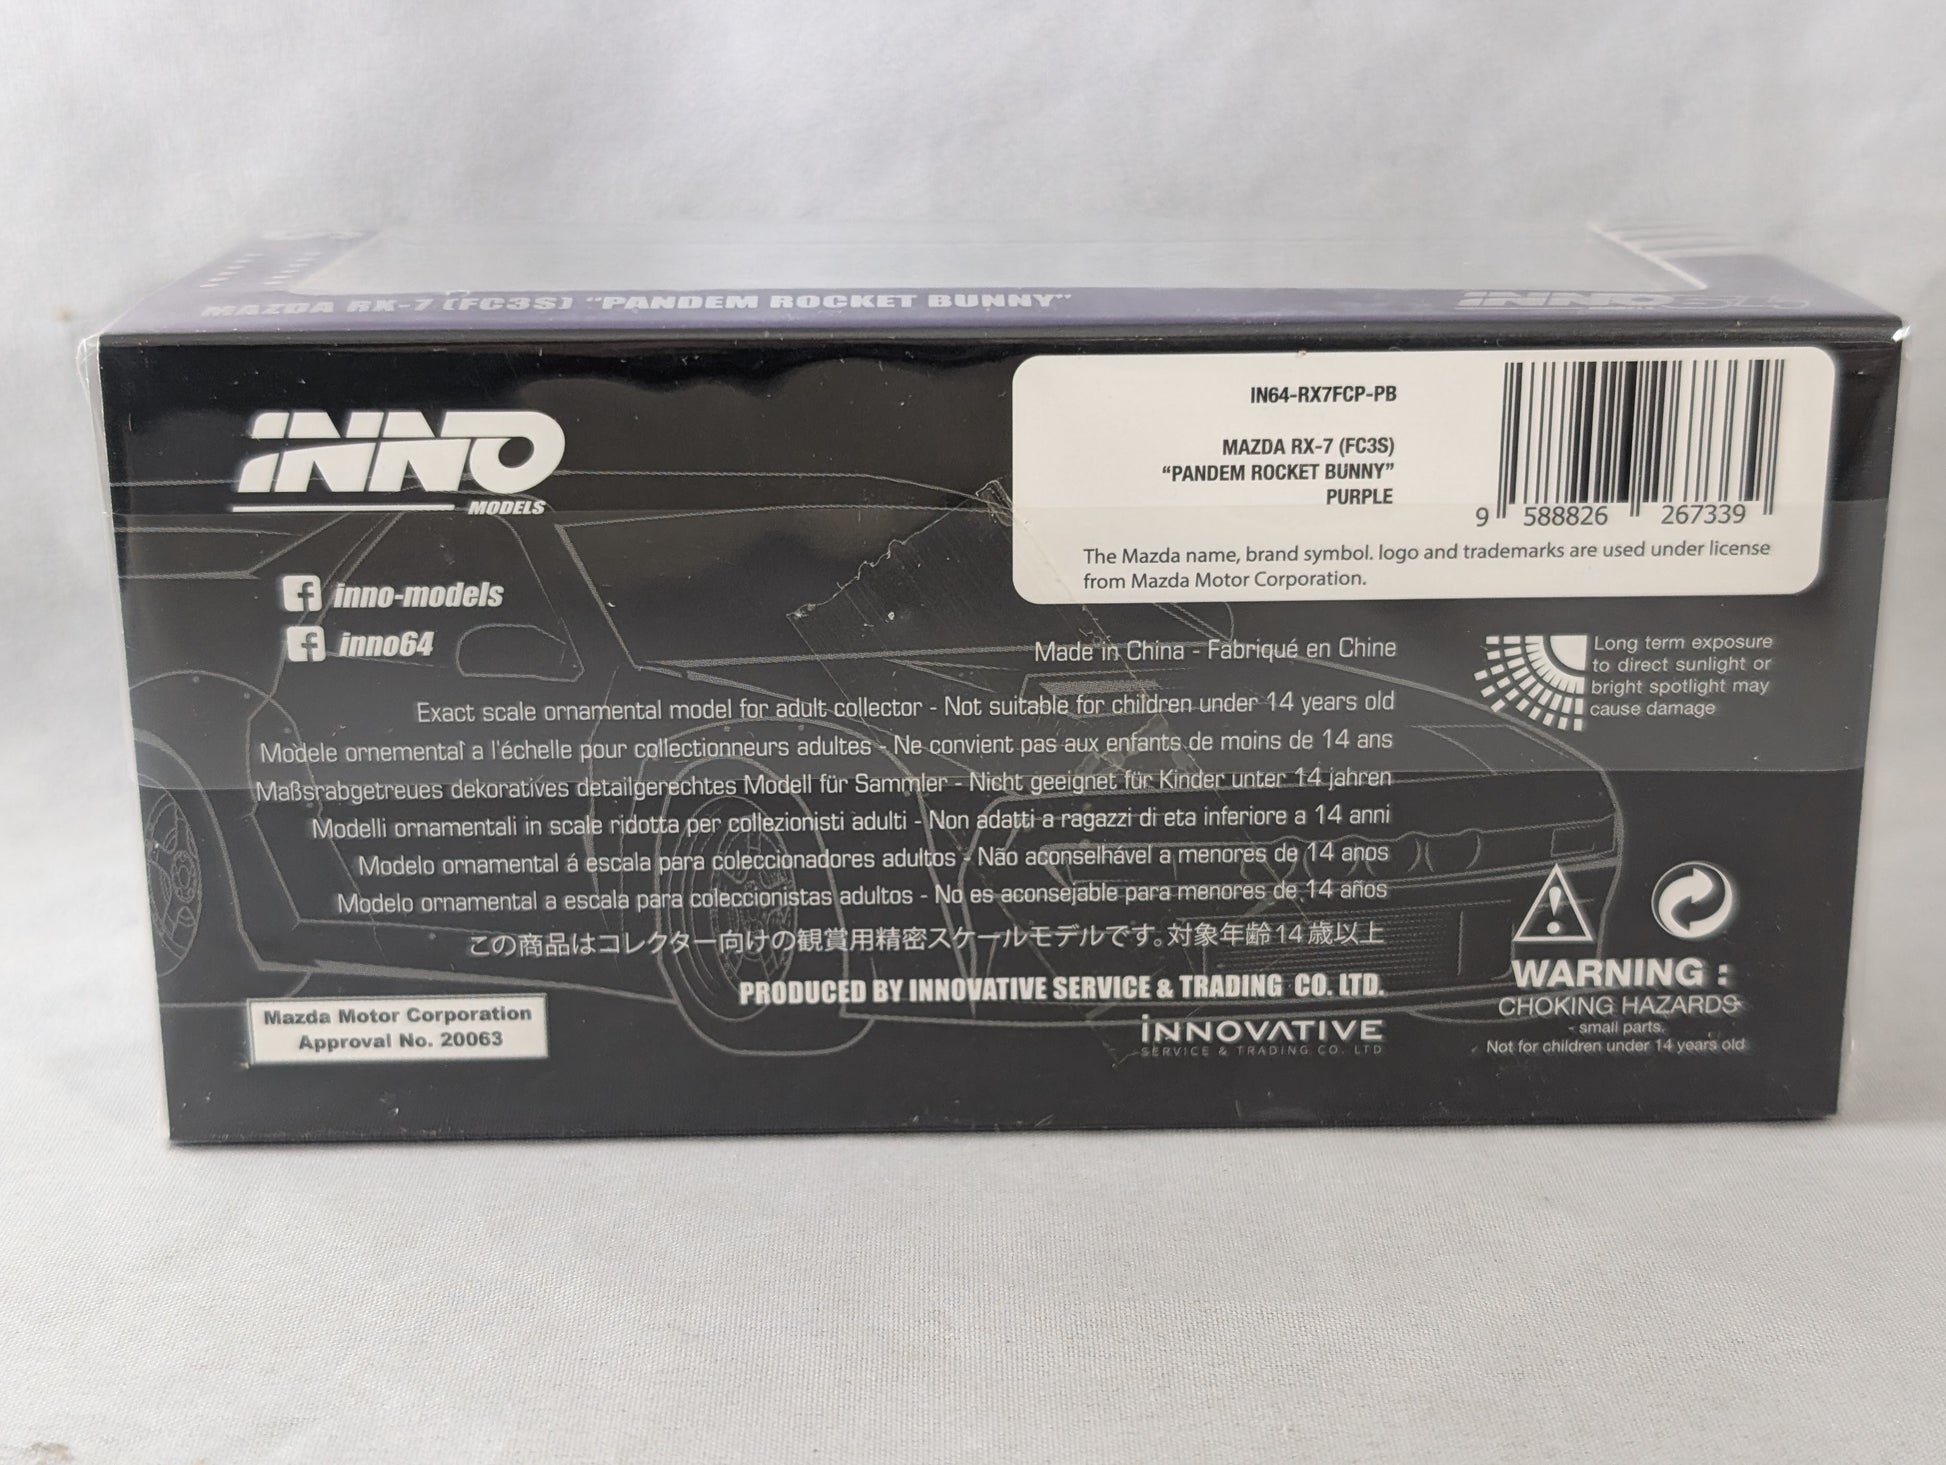 MAZDA RX-7 (FC3S) "PANDEM ROCKET BUNNY"
INNO64
INNO
MODELS
inno-models
inno64
IN64-RX7FCP-PB
MAZDA RX-7 (FC3S)
“PANDEM ROCKET BUNNY”
PURPLE
9 588826 267339
The Mazda name, brand symbol. logo and trademarks are used under license
from Mazda Motor Corporation.
Made in China - Fabriqué en Chine
Long term exposure
to direct sunlight or
bright spotlight may
cause damage
Exact scale ornamental model for adult collector - Not suitable for children under 14 years old
Modele ornemental a l'échelle pour collectionneurs adultes - Ne convient pas aux enfants de moins de 14 ans
Maßsrabgetreues dekoratives detailgerechtes Modell für Sammler - Nicht geeignet für Kinder unter 14 jahren
Modelli ornamentali in scale ridotta per collezionisti adulti - Non adatti a ragazzi di eta inferiore a 14 anni
Modelo ornamental á escala para coleccionadores adultos - Não aconselhável a menores de 14 anos
Modelo ornamental a escala para coleccionistas adultos - No es aconsejable para menores de 14 años
この商品はコレクター向けの観賞用精密スケールモデルです。対象年齢14歳以上
PRODUCED BY INNOVATIVE SERVICE & TRADING CO. LTD.
INNOVATIVE
SERVICE & TRADING CO. LTD
Mazda Motor Corporation
Approval No. 20063
WARNING :
CHOKING HAZARDS
- small parts.
Not for children under 14 years old